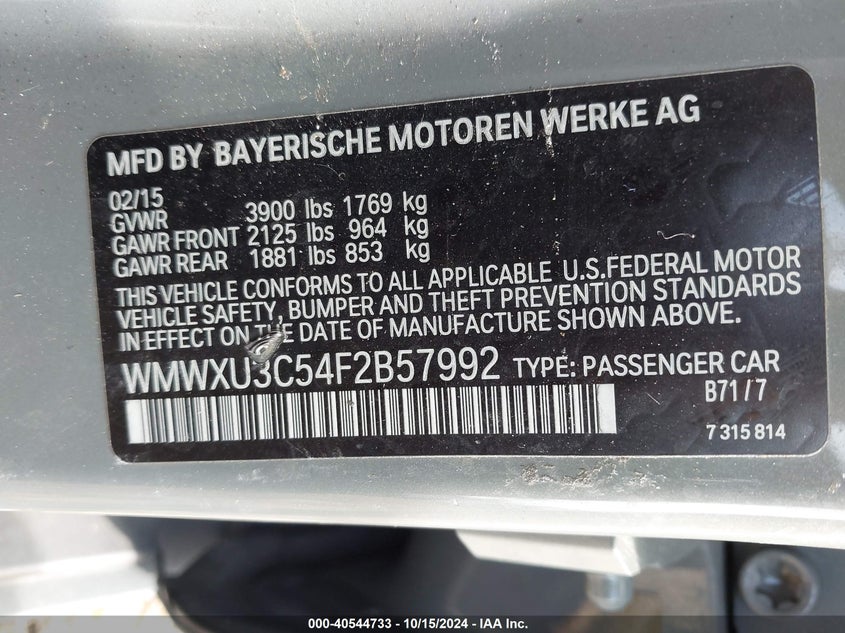 MFD BY BAYERISCHE MOTOREN WERKE AG
02/15
GVWR 3900 lbs 1769 kg
GAWR FRONT 2125 lbs 964 kg
GAWR REAR 1881 lbs 853 kg
THIS VEHICLE CONFORMS TO ALL APPLICABLE U.S.FEDERAL MOTOR
VEHICLE SAFETY, BUMPER AND THEFT PREVENTION STANDARDS
IN EFFECT ON THE DATE OF MANUFACTURE SHOWN ABOVE.
WMWXU3C54F2B57992 TYPE: PASSENGER CAR
B71/7
7 315 814
000-40544733 - 10/15/2024 - IAA Inc.